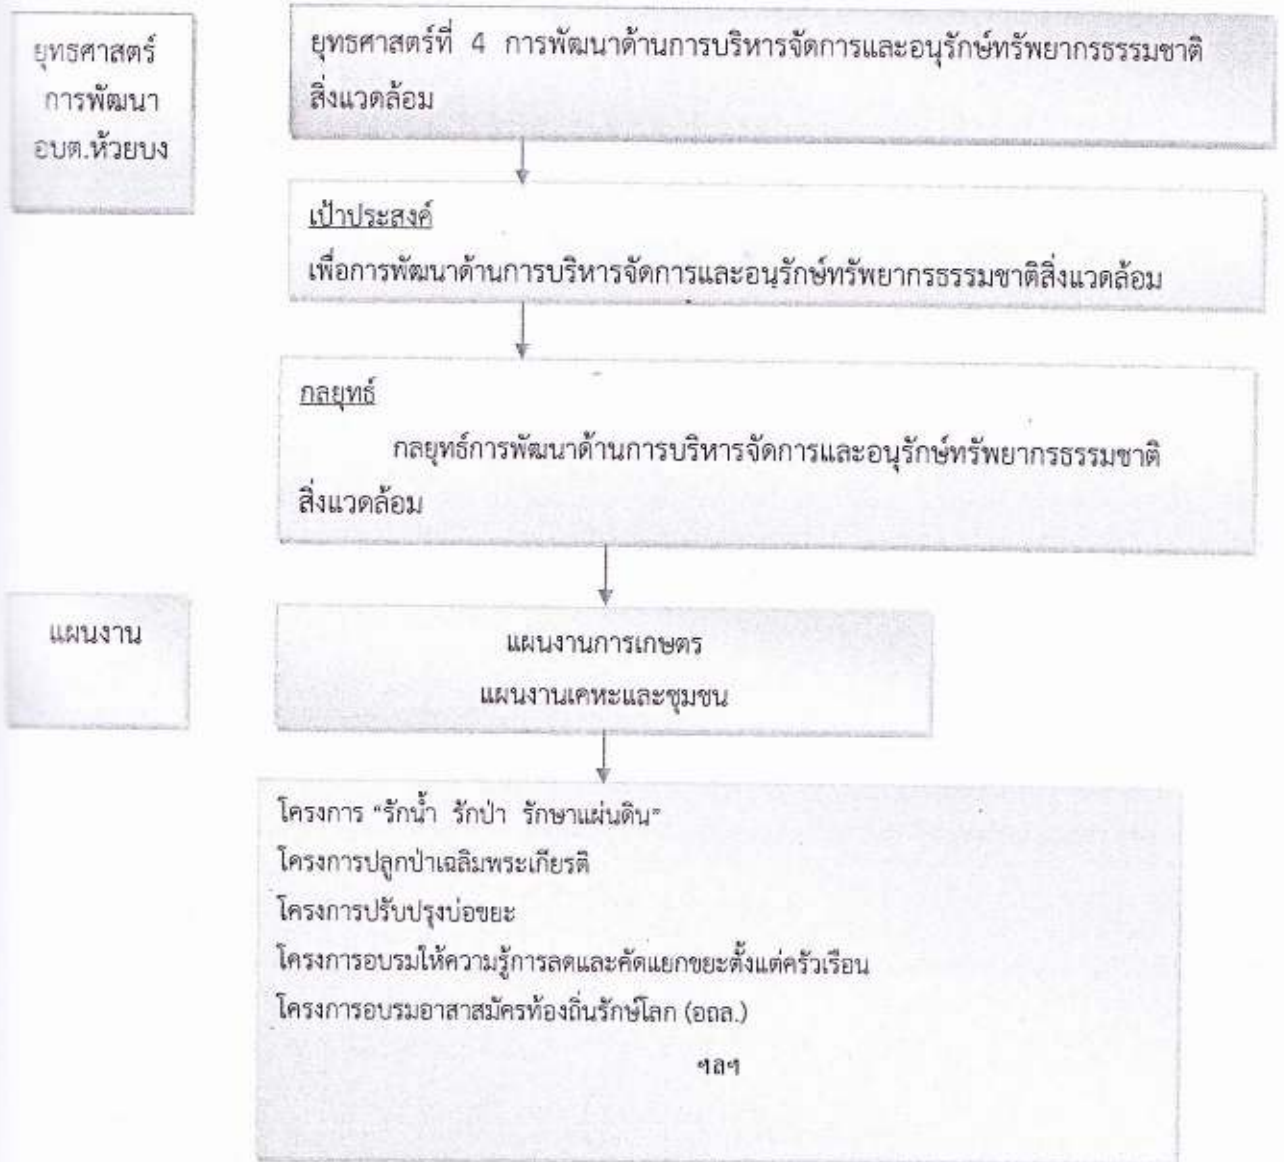 ยุทธศาสตร์
การพัฒนา
อบต.ห้วยบง
ยุทธศาสตร์ที่ 4 การพัฒนาด้านการบริหารจัดการและอนุรักษ์ทรัพยากรธรรมชาติ
สิ่งแวดล้อม
เป้าประสงค์
เพื่อการพัฒนาด้านการบริหารจัดการและอนุรักษ์ทรัพยากรธรรมชาติสิ่งแวดล้อม
กลยุทธ์
กลยุทธ์การพัฒนาด้านการบริหารจัดการและอนุรักษ์ทรัพยากรธรรมชาติ
สิ่งแวดล้อม
แผนงาน
แผนงานการเกษตร
แผนงานเคหะและชุมชน
โครงการ “รักน้ำ รักป่า รักษาแผ่นดิน”
โครงการปลูกป่าเฉลิมพระเกียรติ
โครงการปรับปรุงบ่อขยะ
โครงการอบรมให้ความรู้การลดและคัดแยกขยะตั้งแต่ครัวเรือน
โครงการอบรมอาสาสมัครท้องถิ่นรักษ์โลก (อถล.)
ฯลฯ